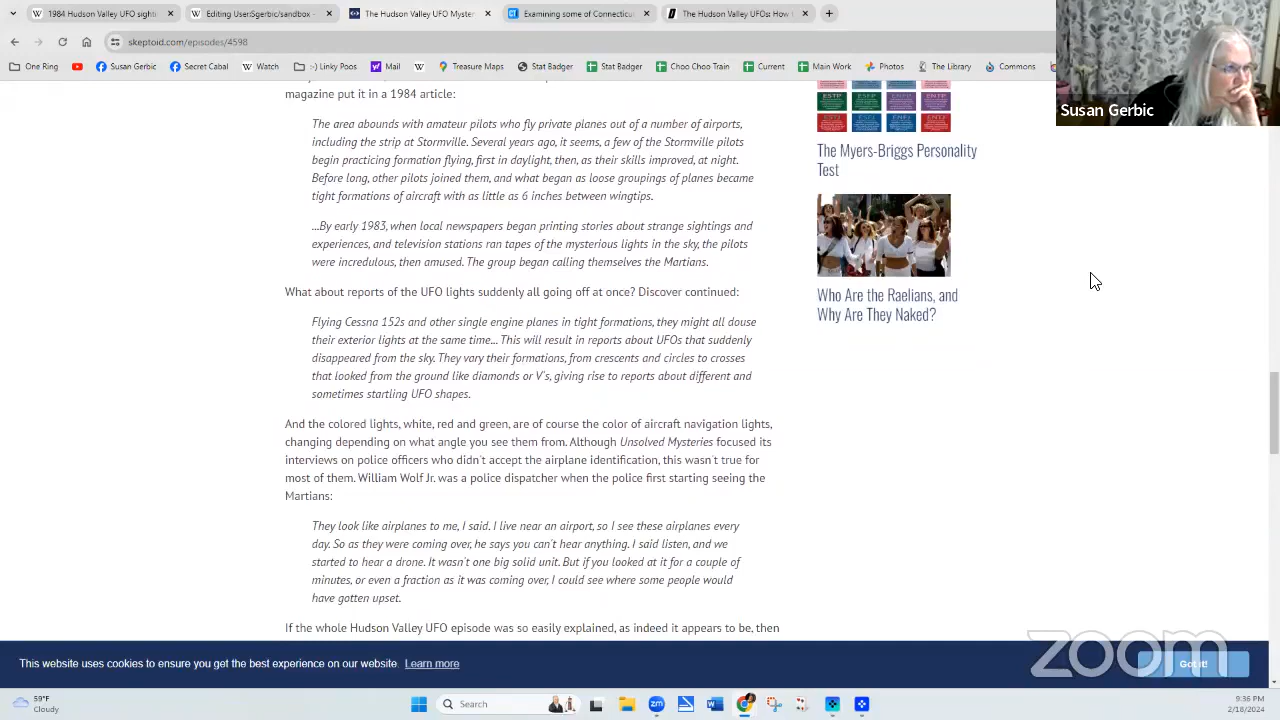 1984 Hudson Valley UFO sighti
Editing UserSgerbic/sandbox
The Hudson Valley UFO Myster
Examining some of Connecticu
The Hudson Valley UFOs: How I
skeptoid.com/episodes/4598
One Ring
Susan Gerbic
Secret Cobal
Watch
:-) Linky Pool
Mail
Treasure Maps
Stat Badger
Stat Badger
Choo Choo Train
Current
Main Work
Photos
The Library
Commons
Susan Gerbic
magazine put it in a 1984 article:
including the strip at Stormville. Several years ago, it seems, a few of the Stormville pilots
began practicing formation flying, first in daylight, then, as their skills improved, at night.
Before long, other pilots joined them, and what began as loose groupings of planes became
tight formations of aircraft with as little as 6 inches between wingtips.
...By early 1983, when local newspapers began printing stories about strange sightings and
experiences, and television stations ran tapes of the mysterious lights in the sky, the pilots
were incredulous, then amused. The group began calling themselves the Martians.
What about reports of the UFO lights suddenly all going off at once? Discover continued:
Flying Cessna 152s and other single engine planes in tight formations, they might all douse
their exterior lights at the same time... This will result in reports about UFOs that suddenly
disappeared from the sky. They vary their formations, from crescents and circles to crosses
that looked from the ground like diamonds or V's, giving rise to reports about different and
sometimes startling UFO shapes.
And the colored lights, white, red and green, are of course the color of aircraft navigation lights,
changing depending on what angle you see them from. Although Unsolved Mysteries focused its
interviews on police officers who didn't accept the airplane identification, this wasn't true for
most of them. William Wolf Jr. was a police dispatcher when the police first starting seeing the
Martians:
They look like airplanes to me, I said. I live near an airport, so I see these airplanes every
day. So as they were coming over, he says you can't hear anything. I said listen, and we
started to hear a drone. It wasn't one big solid unit. But if you looked at it for a couple of
minutes, or even a fraction as it was coming over, I could see where some people would
have gotten upset.
If the whole Hudson Valley UFO episode was so easily explained, as indeed it appears to be, then
ESTP ESFP ENFP ENTP
The Myers-Briggs Personality
Test
Who Are the Raelians, and
Why Are They Naked?
This website uses cookies to ensure you get the best experience on our website. Learn more
Got it!
zoom
59°F
Cloudy
Search
9:36 PM
2/18/2024